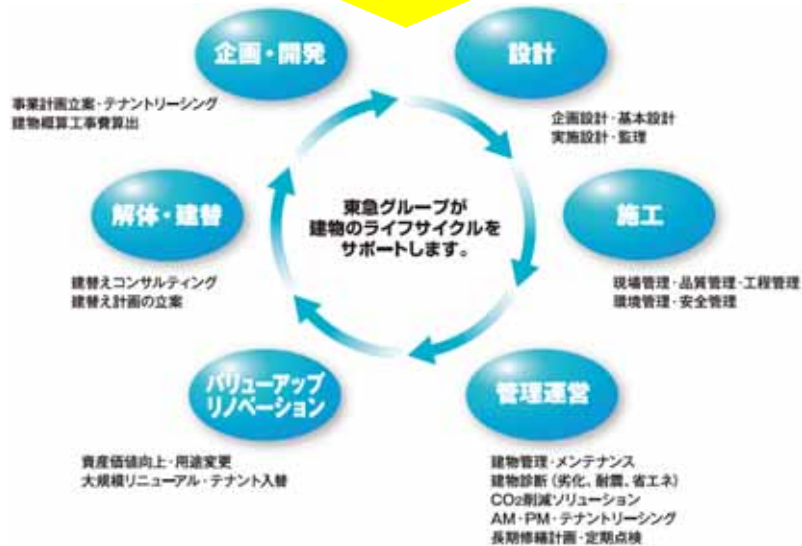 企画・開発
事業計画立案・テナントリーシング
建物概算工事費算出
設計
企画設計・基本設計
実施設計・監理
施工
現場管理・品質管理・工程管理
環境管理・安全管理
管理運営
建物管理・メンテナンス
建物診断（劣化、耐震、省エネ）
CO2削減ソリューション
AM・PM・テナントリーシング
長期修繕計画・定期点検
バリューアップ
リノベーション
資産価値向上・用途変更
大規模リニューアル・テナント入替
解体・建替
建替えコンサルティング
建替え計画の立案
東急グループが
建物のライフサイクルを
サポートします。